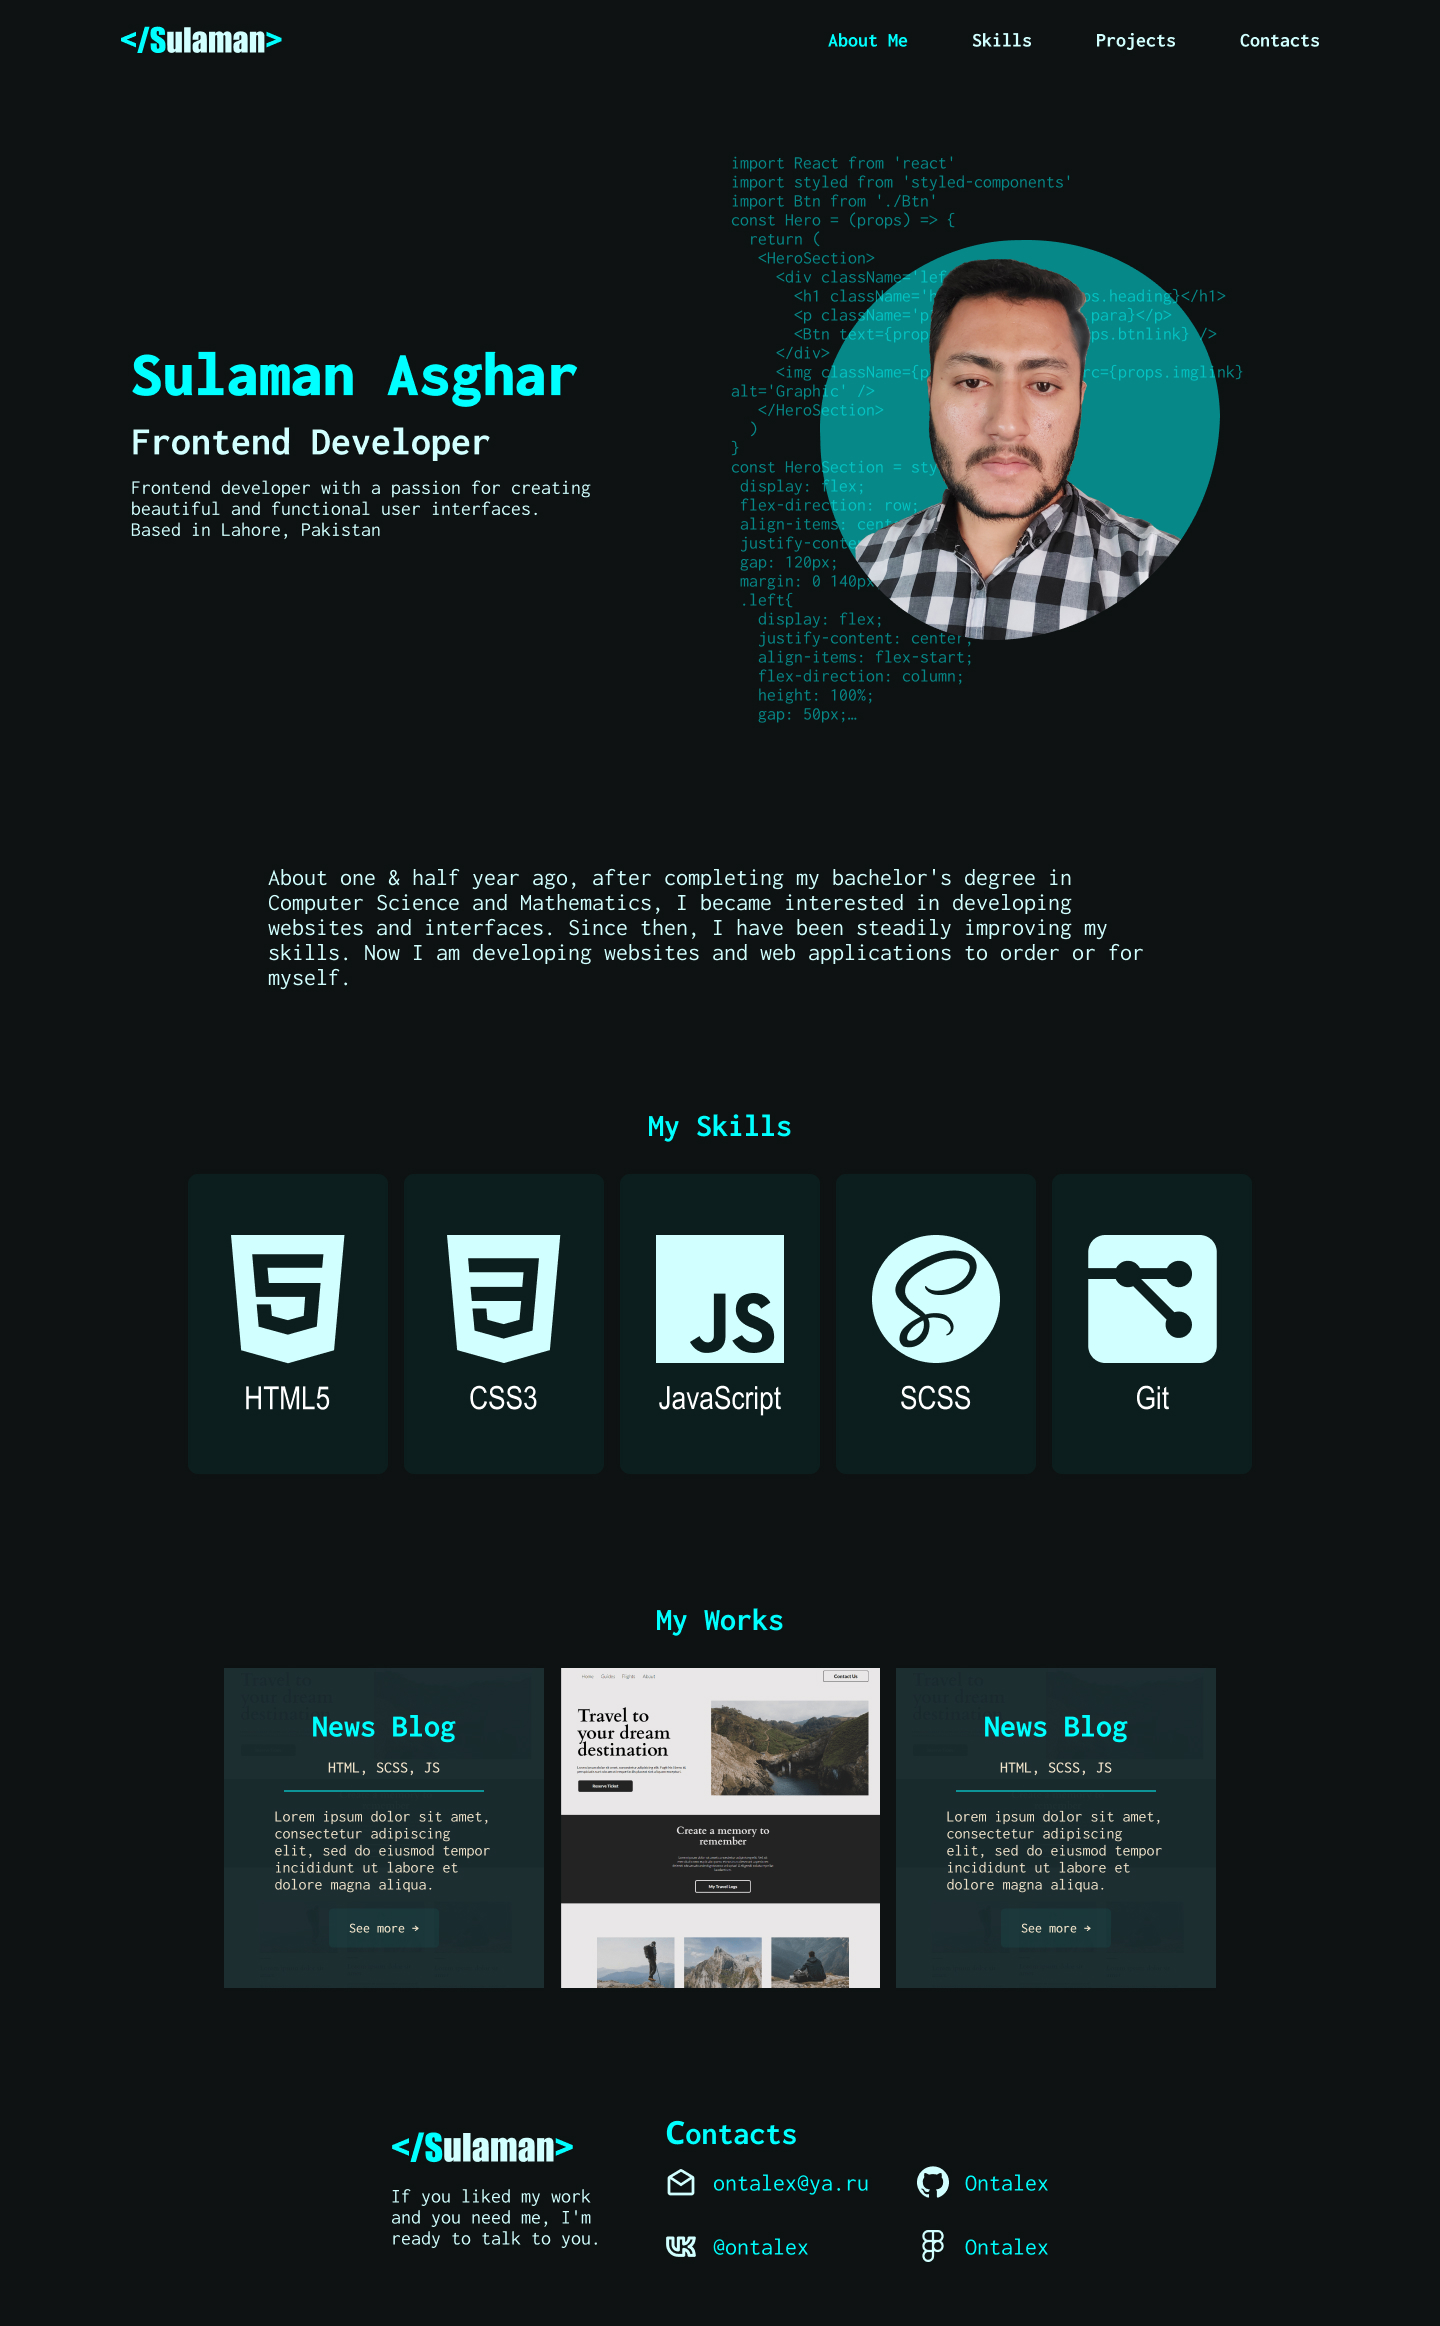 </Sulaman>
About Me
Skills
Projects
Contacts
import React from 'react'
import styled from 'styled-components'
import Btn from './Btn'
const Hero = (props) => {
return (
<HeroSection>
<div className='lef
<h1 className='h ps.heading}</h1>
<p className='p para}</p>
<Btn text={prop ps.btnlink} />
</div>
<img className={p rc={props.imglink}
alt='Graphic' />
</HeroSection>
)
}
const HeroSection = sty
display: flex;
flex-direction: row;
align-items: cent
justify-conte
gap: 120px;
margin: 0 140px
.left{
display: flex;
justify-content: center;
align-items: flex-start;
flex-direction: column;
height: 100%;
gap: 50px;…
Sulaman Asghar
Frontend Developer
Frontend developer with a passion for creating
beautiful and functional user interfaces.
Based in Lahore, Pakistan
About one & half year ago, after completing my bachelor's degree in
Computer Science and Mathematics, I became interested in developing
websites and interfaces. Since then, I have been steadily improving my
skills. Now I am developing websites and web applications to order or for
myself.
My Skills
HTML5
CSS3
JS
JavaScript
SCSS
Git
My Works
News Blog
HTML, SCSS, JS
Lorem ipsum dolor sit amet,
consectetur adipiscing
elit, sed do eiusmod tempor
incididunt ut labore et
dolore magna aliqua.
See more →
Home Guides Flights About
Contact Us
Travel to
your dream
destination
Reserve Ticket
Create a memory to
remember
My Travel Logs
News Blog
HTML, SCSS, JS
Lorem ipsum dolor sit amet,
consectetur adipiscing
elit, sed do eiusmod tempor
incididunt ut labore et
dolore magna aliqua.
See more →
</Sulaman>
If you liked my work
and you need me, I'm
ready to talk to you.
Contacts
ontalex@ya.ru
Ontalex
@ontalex
Ontalex